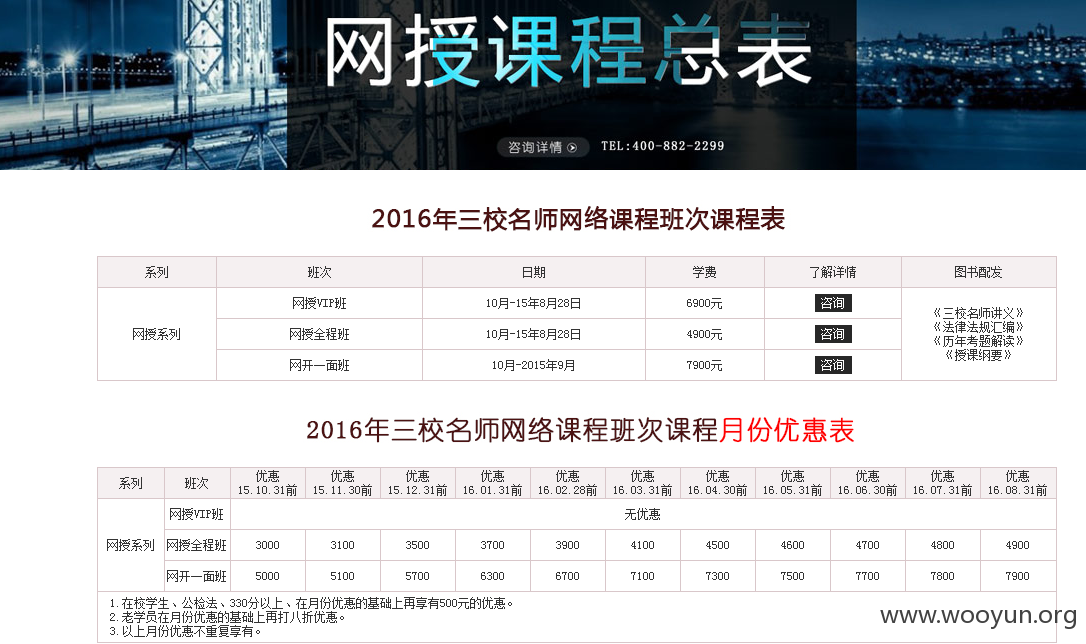 网授课程总表
咨询详情 TEL:400-882-2299
2016年三校名师网络课程班次课程表
系列 班次 日期 学费 了解详情 图书配发
网授系列
网授VIP班 10月-15年8月28日 6900元 咨询
网授全程班 10月-15年8月28日 4900元 咨询
网开一面班 10月-2015年9月 7900元 咨询
《三校名师讲义》
《法律法规汇编》
《历年考题解读》
《授课纲要》
2016年三校名师网络课程班次课程月份优惠表
系列 班次 优惠 优惠 优惠 优惠 优惠 优惠 优惠 优惠 优惠 优惠 优惠
15.10.31前 15.11.30前 15.12.31前 16.01.31前 16.02.28前 16.03.31前 16.04.30前 16.05.31前 16.06.30前 16.07.31前 16.08.31前
网授系列
网授VIP班 无优惠
网授全程班 3000 3100 3500 3700 3900 4100 4500 4600 4700 4800 4900
网开一面班 5000 5100 5700 6300 6700 7100 7300 7500 7700 7800 7900
1. 在校学生、公检法、330分以上、在月份优惠的基础上再享有500元的优惠。
2. 老学员在月份优惠的基础上再打八折优惠。
3. 以上月份优惠不重复享有。
www.wooyun.org